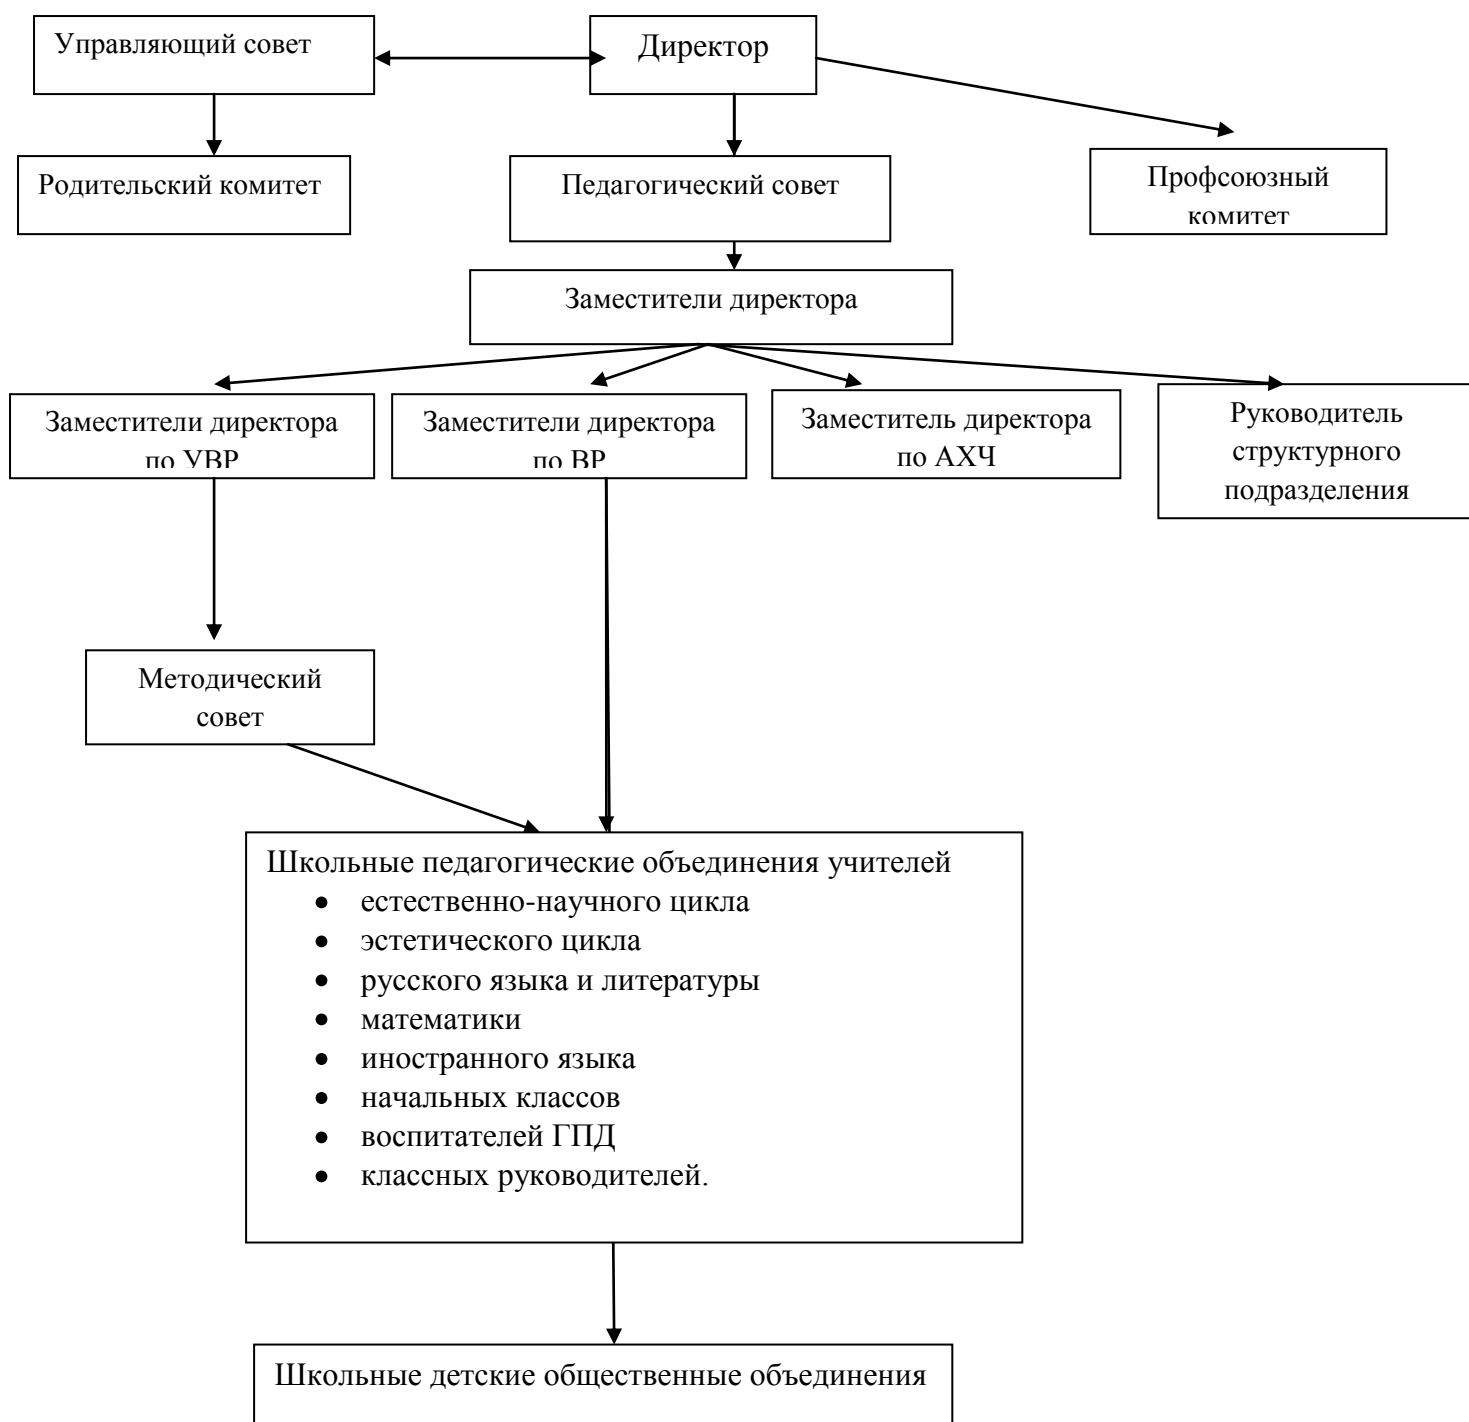 Управляющий совет
Директор
Родительский комитет
Педагогический совет
Профсоюзный
комитет
Заместители директора
Заместители директора
по УВР
Заместители директора
по ВР
Заместитель директора
по АХЧ
Руководитель
структурного
подразделения
Методический
совет
Школьные педагогические объединения учителей
• естественно-научного цикла
• эстетического цикла
• русского языка и литературы
• математики
• иностранного языка
• начальных классов
• воспитателей ГПД
• классных руководителей.
Школьные детские общественные объединения